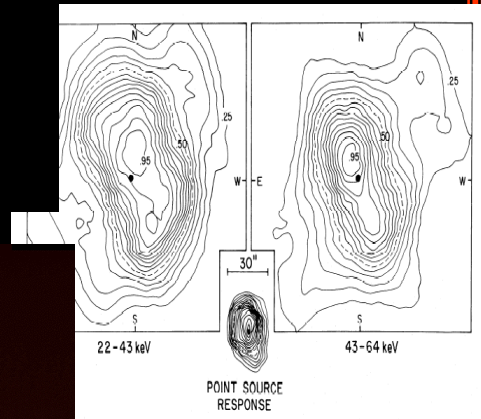 N
N
.25
.25
.50
.50
.95
.95
W
E
W
30"
S
S
22-43 keV
43-64 keV
POINT SOURCE
RESPONSE